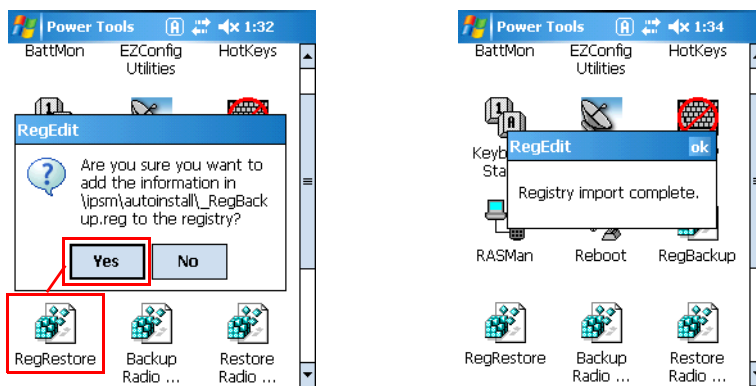 Power Tools A 1:32
BattMon EZConfig HotKeys
Utilities
1
RegEdit
Are you sure you want to
add the information in
\ipsm\autoinstall\_RegBack
up.reg to the registry?
Yes No
RegRestore Backup Restore
Radio ... Radio ...
Power Tools A 1:34
BattMon EZConfig HotKeys
Utilities
1
A
Keyb
Sta
RegEdit ok
Registry import complete.
RASMan Reboot RegBackup
RegRestore Backup Restore
Radio ... Radio ...